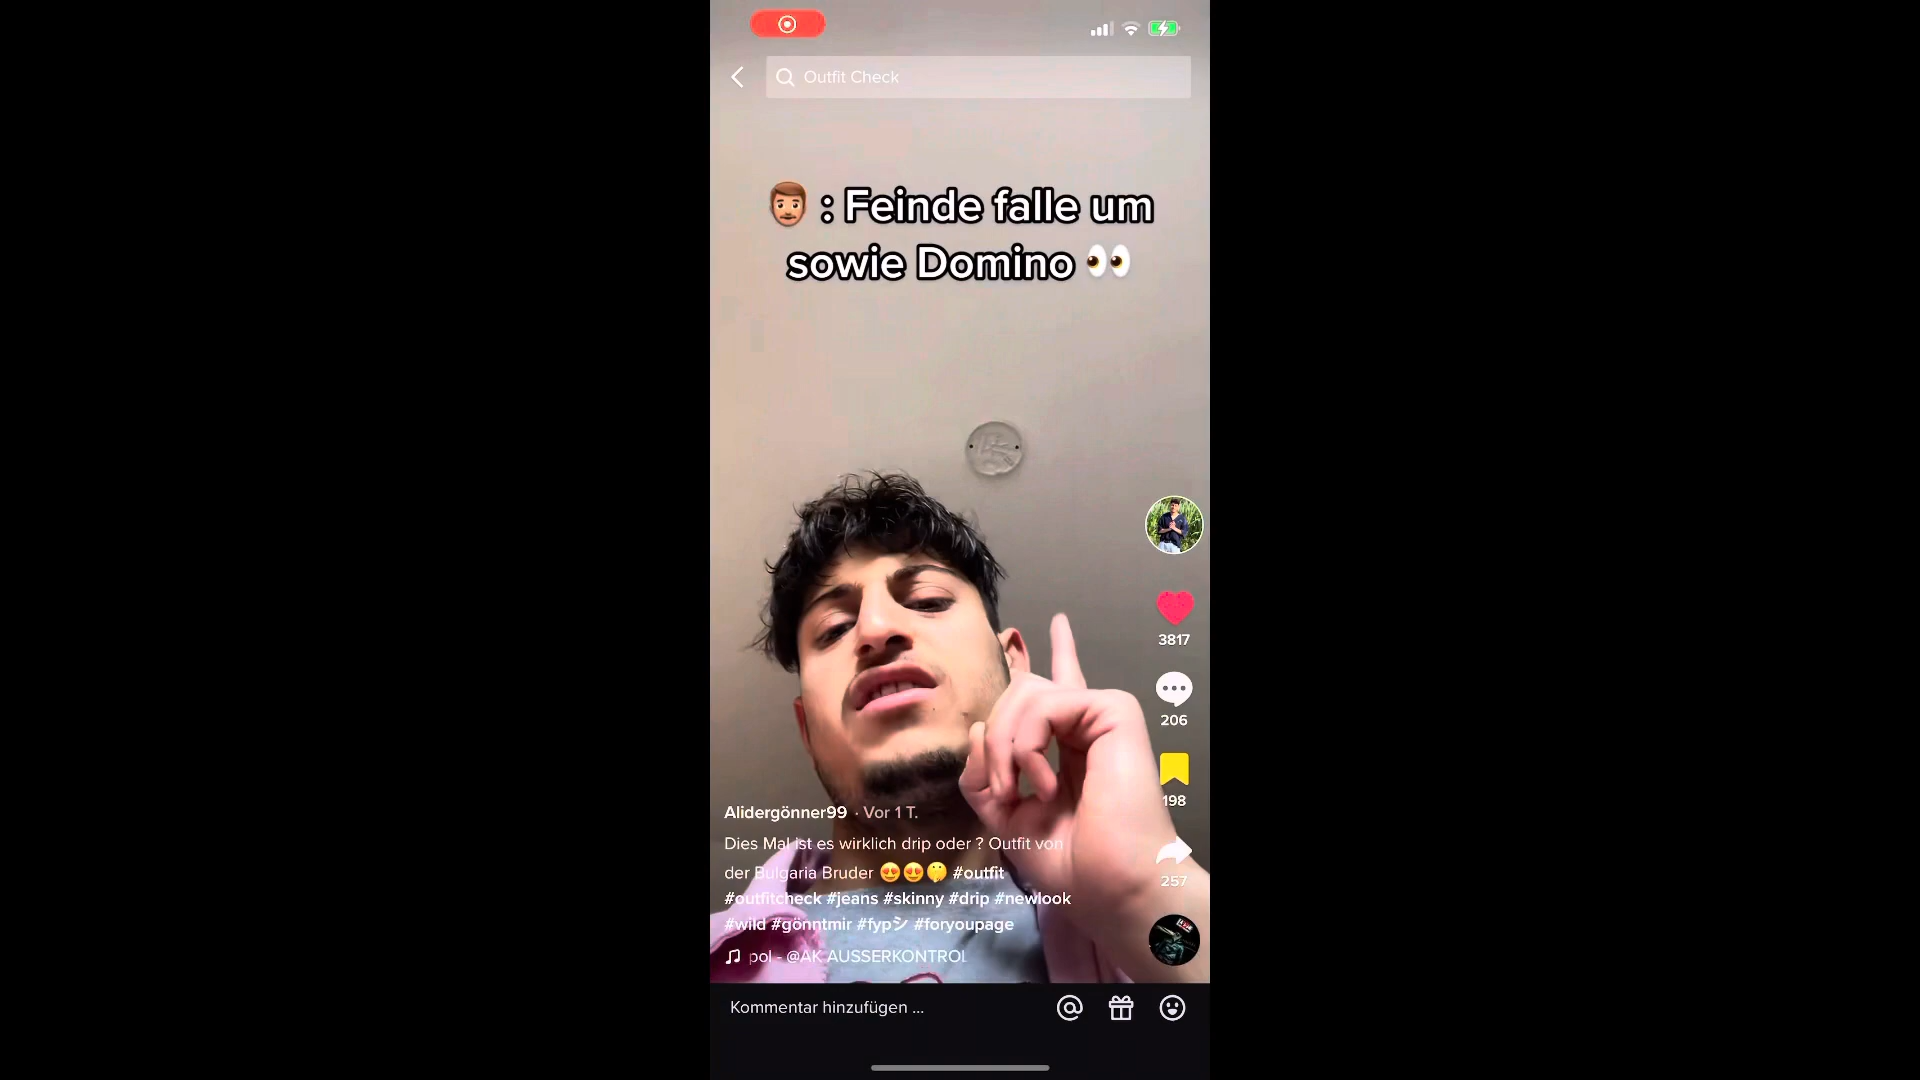 Outfit Check
: Feinde falle um
sowie Domino
3817
206
198
257
Alidergönner99 · Vor 1 T.
Dies Mal ist es wirklich drip oder ? Outfit von
der Bulgaria Bruder 😍😍🤫 #outfit
#outfitcheck #jeans #skinny #drip #newlook
#wild #gönntmir #fypシ #foryoupage
pol - @AK AUSSERKONTROL
Kommentar hinzufügen ...